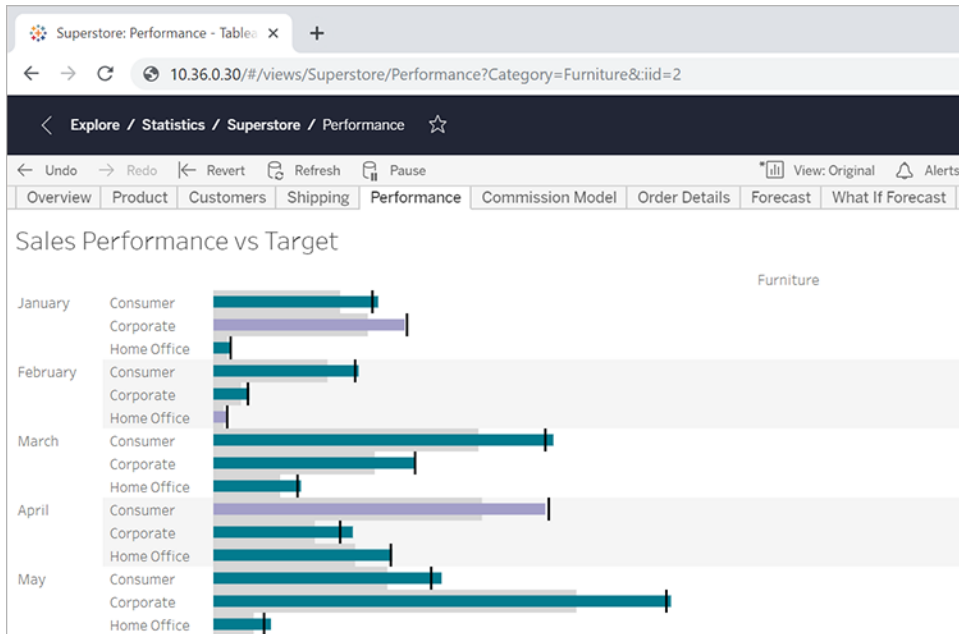 Superstore: Performance - Tablea
10.36.0.30/#/views/Superstore/Performance?Category=Furniture&:iid=2
Explore / Statistics / Superstore / Performance
Undo Redo Revert Refresh Pause View: Original Alerts
Overview Product Customers Shipping Performance Commission Model Order Details Forecast What If Forecast
Sales Performance vs Target
Furniture
January Consumer
Corporate
Home Office
February Consumer
Corporate
Home Office
March Consumer
Corporate
Home Office
April Consumer
Corporate
Home Office
May Consumer
Corporate
Home Office